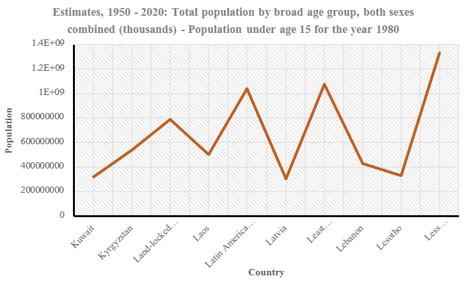 Estimates, 1950 - 2020: Total population by broad age group, both sexes
combined (thousands) - Population under age 15 for the year 1980
1.4E+09
1.2E+09
1E+09
800000000
600000000
400000000
200000000
0
Population
Kuwait
Kyrgyzstan
Land-locked…
Laos
Latin America…
Latvia
Least…
Lebanon
Lesotho
Less…
Country